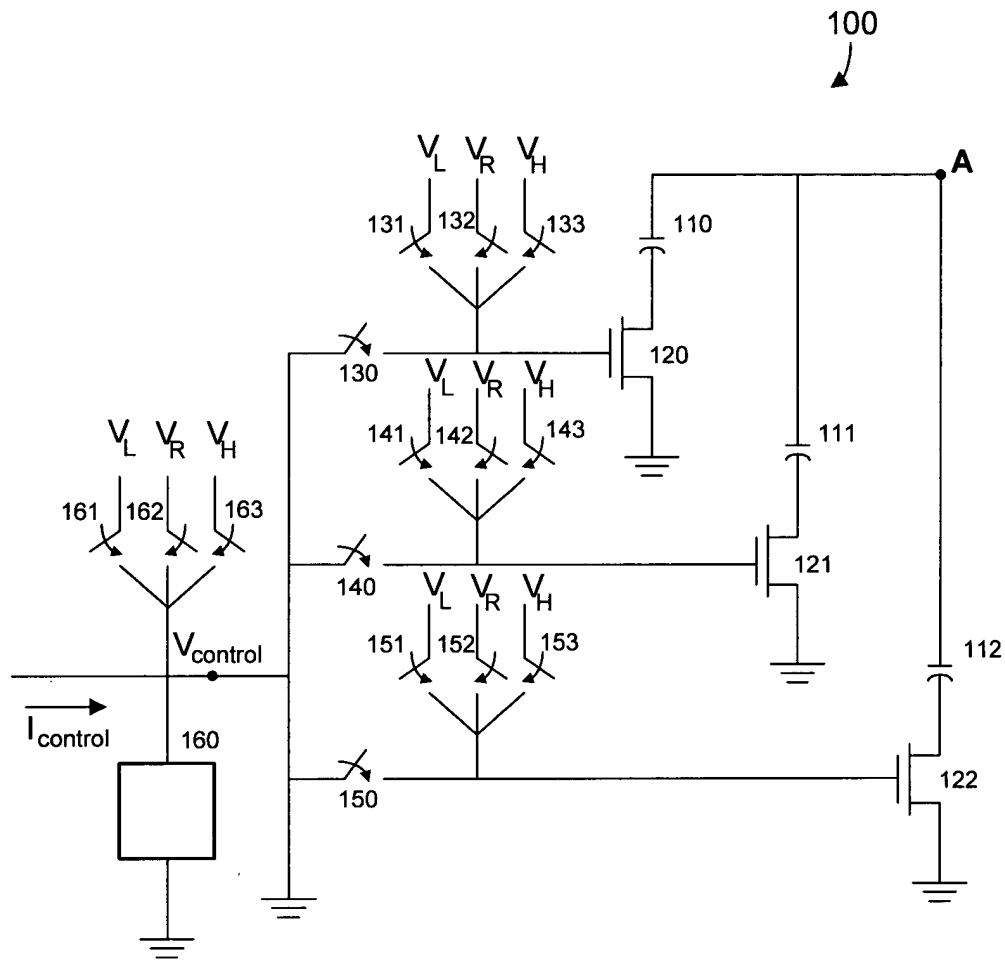 100
A
V_L V_R V_H
131 132 133
110
130
120
V_L V_R V_H
141 142 143
111
V_L V_R V_H
161 162 163
140
121
V_L V_R V_H
151 152 153
V_control
112
I_control
160
150
122